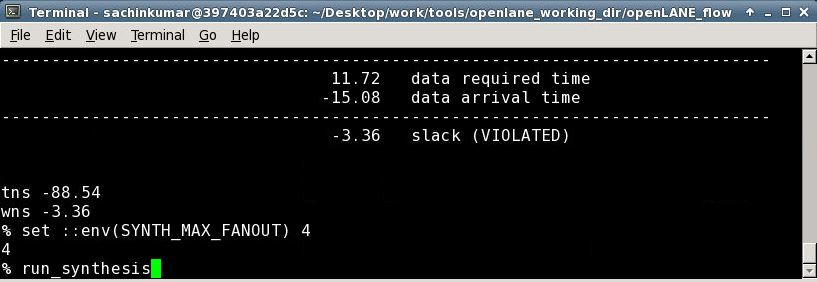 Terminal - sachinkumar@397403a22d5c: ~/Desktop/work/tools/openlane_working_dir/openLANE_flow
File Edit View Terminal Go Help
--------------------------------------------------------------------------------
11.72 data required time
-15.08 data arrival time
--------------------------------------------------------------------------------
-3.36 slack (VIOLATED)
tns -88.54
wns -3.36
% set ::env(SYNTH_MAX_FANOUT) 4
4
% run_synthesis